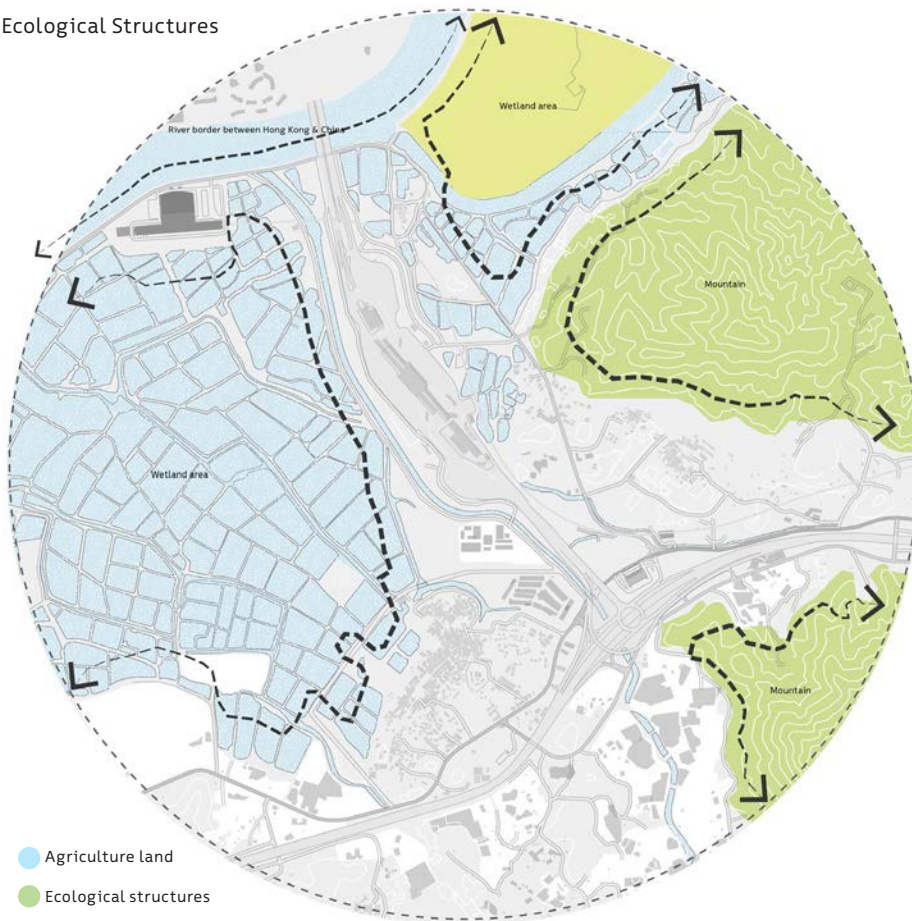 Ecological Structures
Wetland area
River border between Hong Kong & China
Mountain
Wetland area
Mountain
Agriculture land
Ecological structures